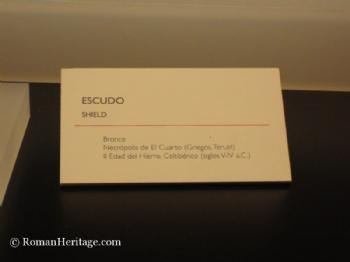 ESCUDO
SHIELD
Bronce
Necrópolis de El Cuarto (Griegos, Teruel)
II Edad del Hierro. Celtibérico (siglos V-IV a.C.)
© RomanHeritage.com